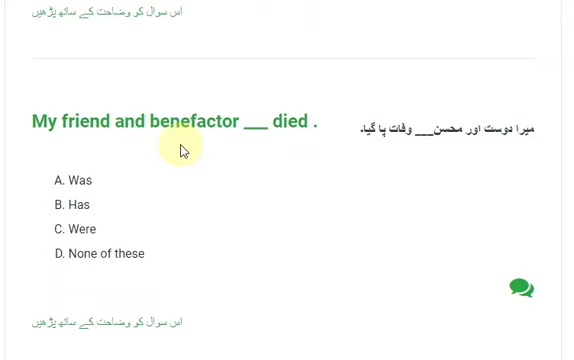 اس سوال کو وضاحت کے ساتھ پڑھیں
My friend and benefactor ___ died .
میرا دوست اور محسن___ وفات پا گیا۔
A. Was
B. Has
C. Were
D. None of these
اس سوال کو وضاحت کے ساتھ پڑھیں